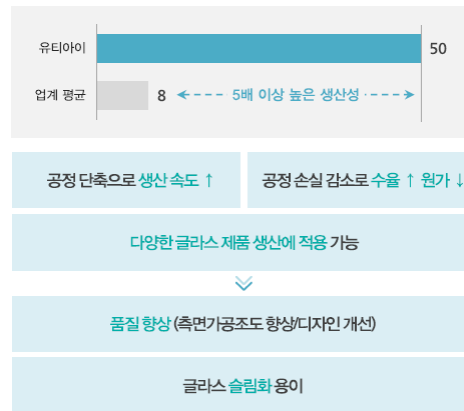 유티아이 50
업계 평균 8 5배 이상 높은 생산성
공정 단축으로 생산 속도 ↑
공정 손실 감소로 수율 ↑ 원가 ↓
다양한 글라스 제품 생산에 적용 가능
품질 향상 (측면가공조도 향상/디자인 개선)
글라스 슬림화 용이